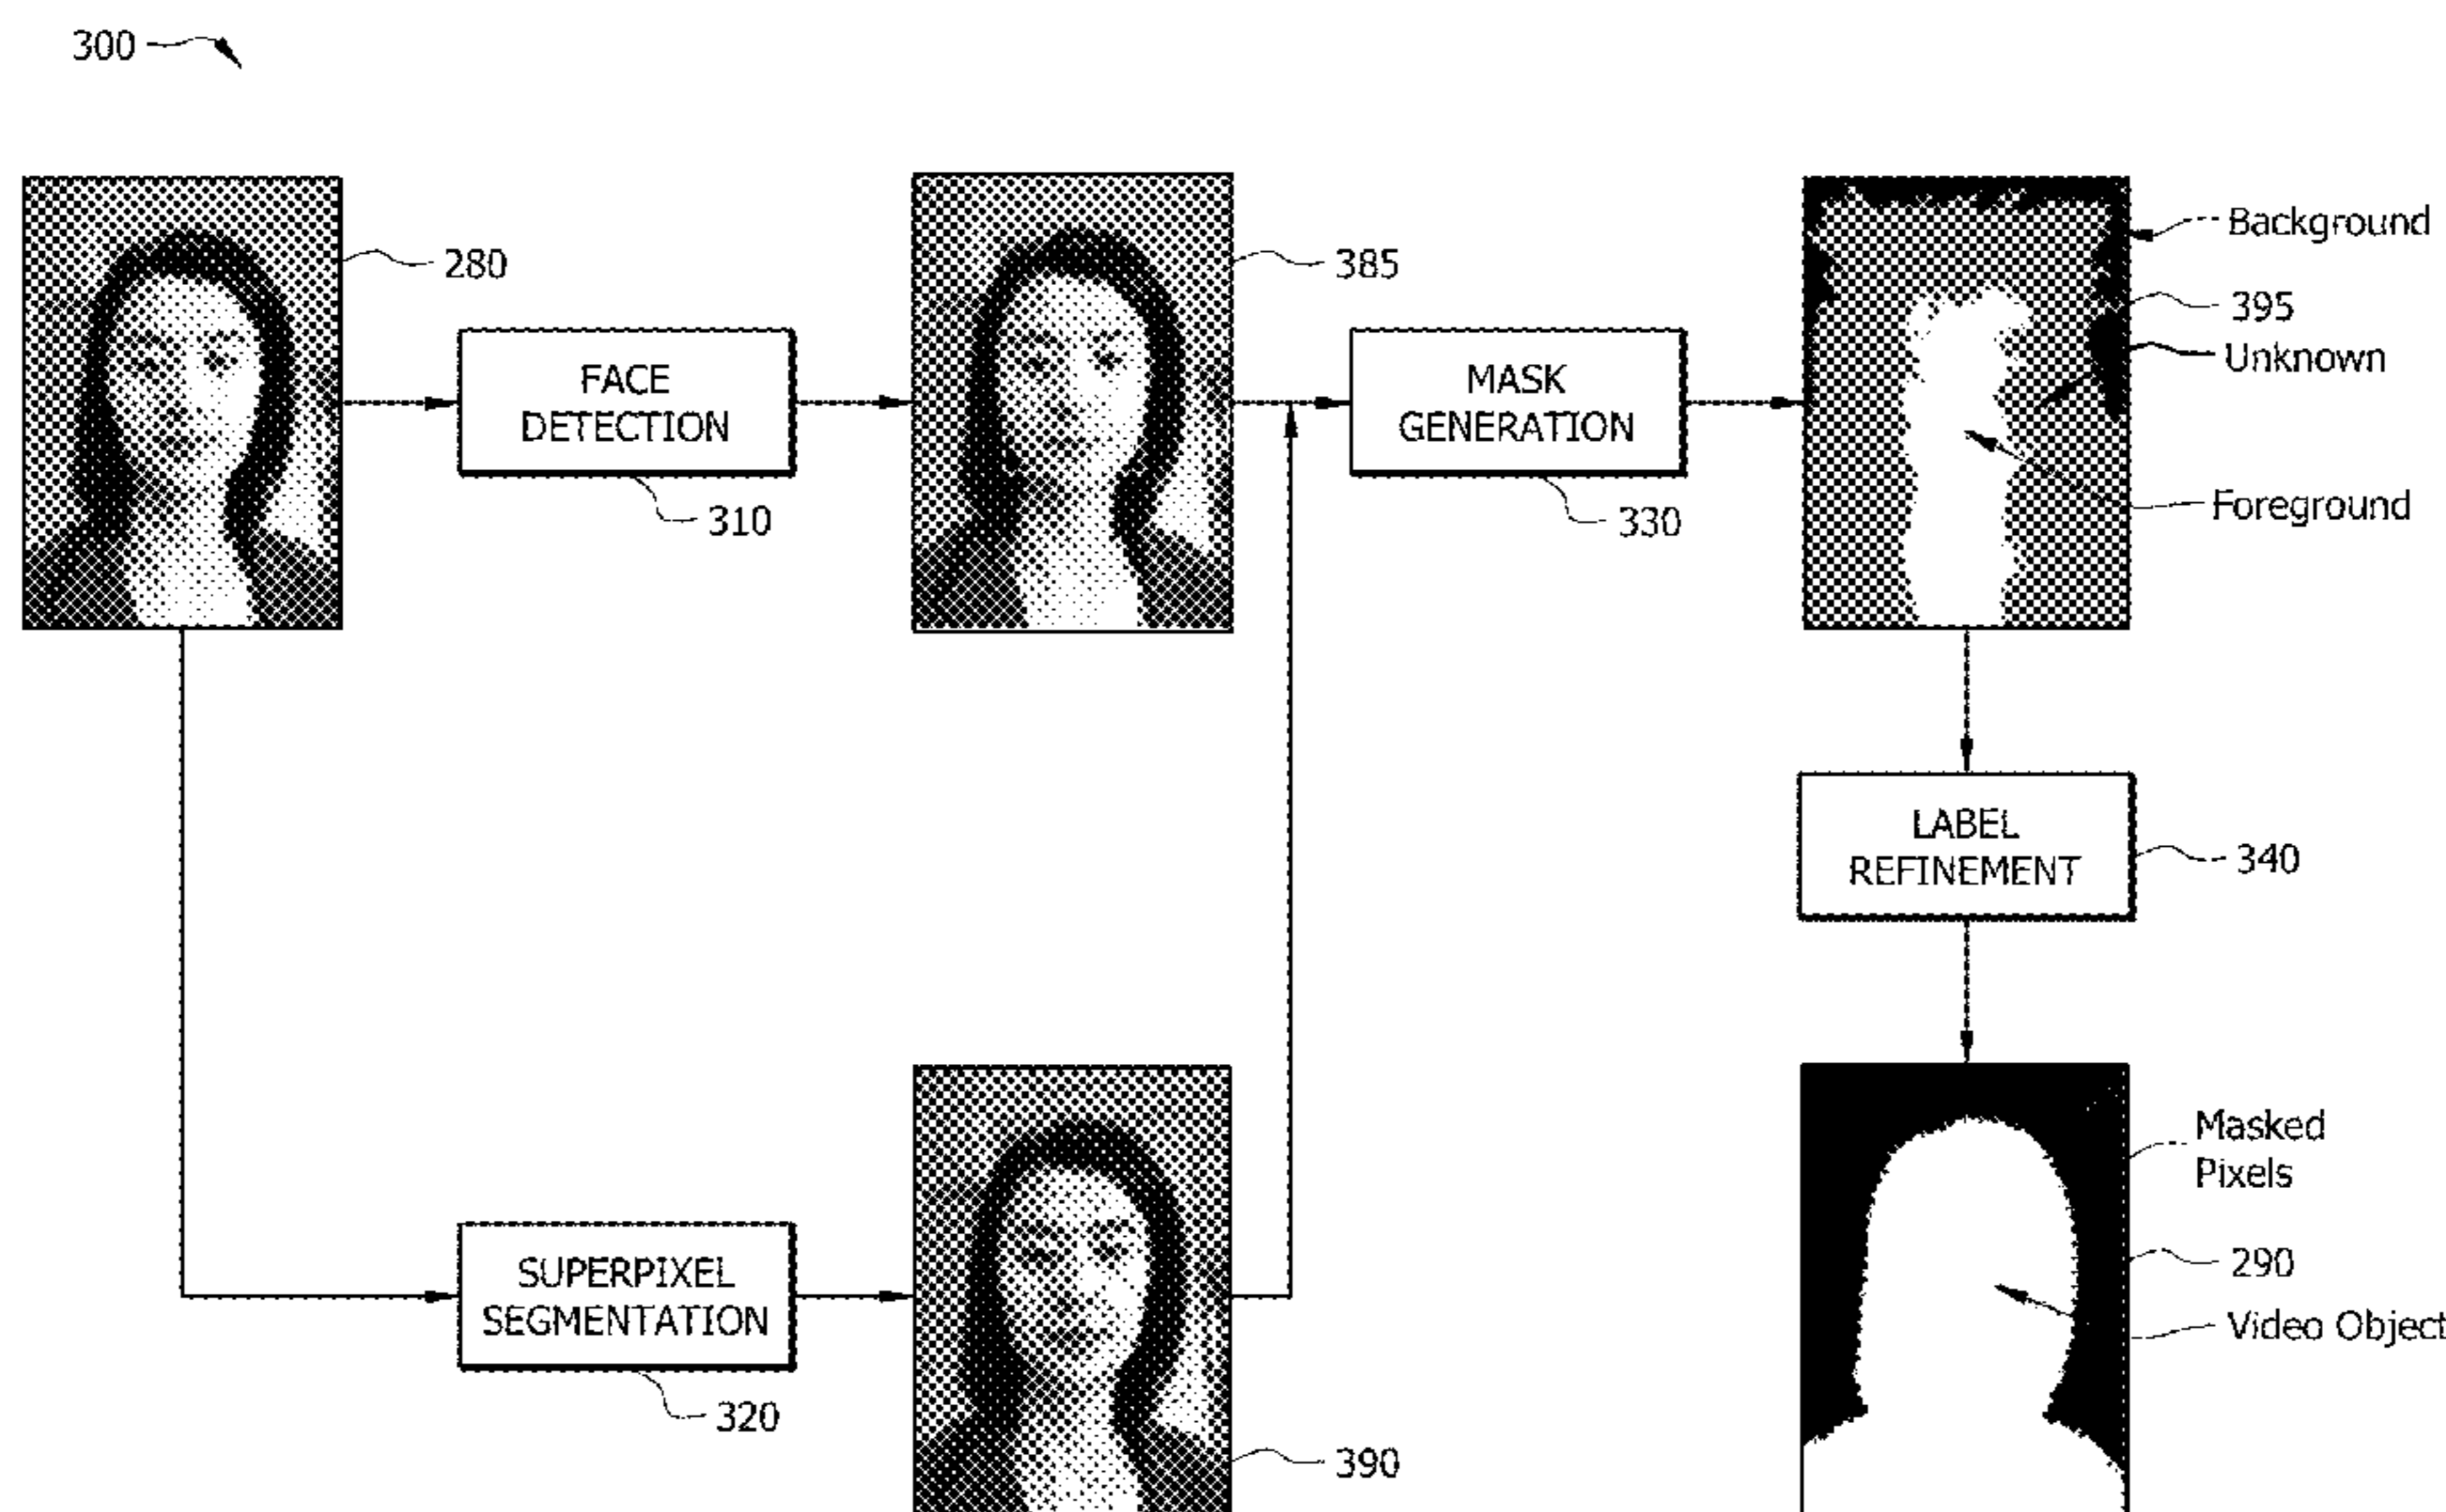 300
280
385
Background
395
Unknown
FACE
DETECTION
310
MASK
GENERATION
330
Foreground
LABEL
REFINEMENT
340
Masked
Pixels
290
Video Object
SUPERPIXEL
SEGMENTATION
320
390